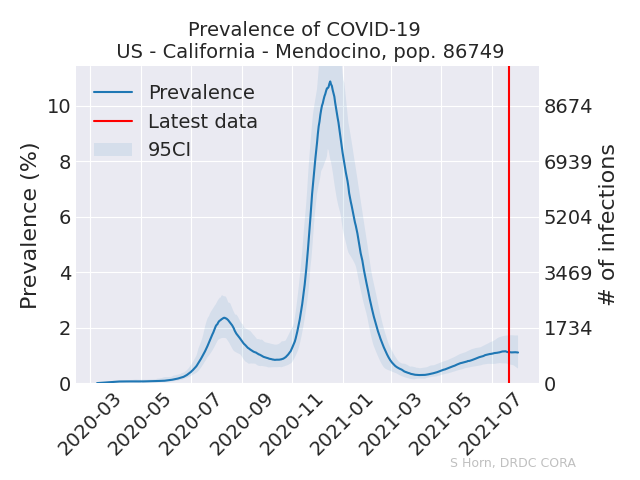 Prevalence of COVID-19
US - California - Mendocino, pop. 86749
Prevalence
Latest data
95CI
Prevalence (%)
10
8
6
4
2
0
8674
6939
5204
3469
1734
0
# of infections
2020-03
2020-05
2020-07
2020-09
2020-11
2021-01
2021-03
2021-05
2021-07
S Horn, DRDC CORA